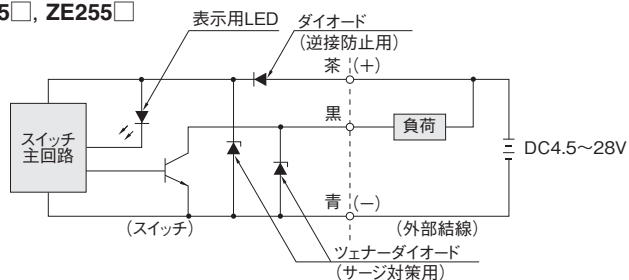 5□, ZE255□
表示用LED
ダイオード
(逆接防止用)
茶 (+)
黒
負荷
スイッチ
主回路
DC4.5～28V
青 (−)
(スイッチ)
(外部結線)
ツェナーダイオード
(サージ対策用)